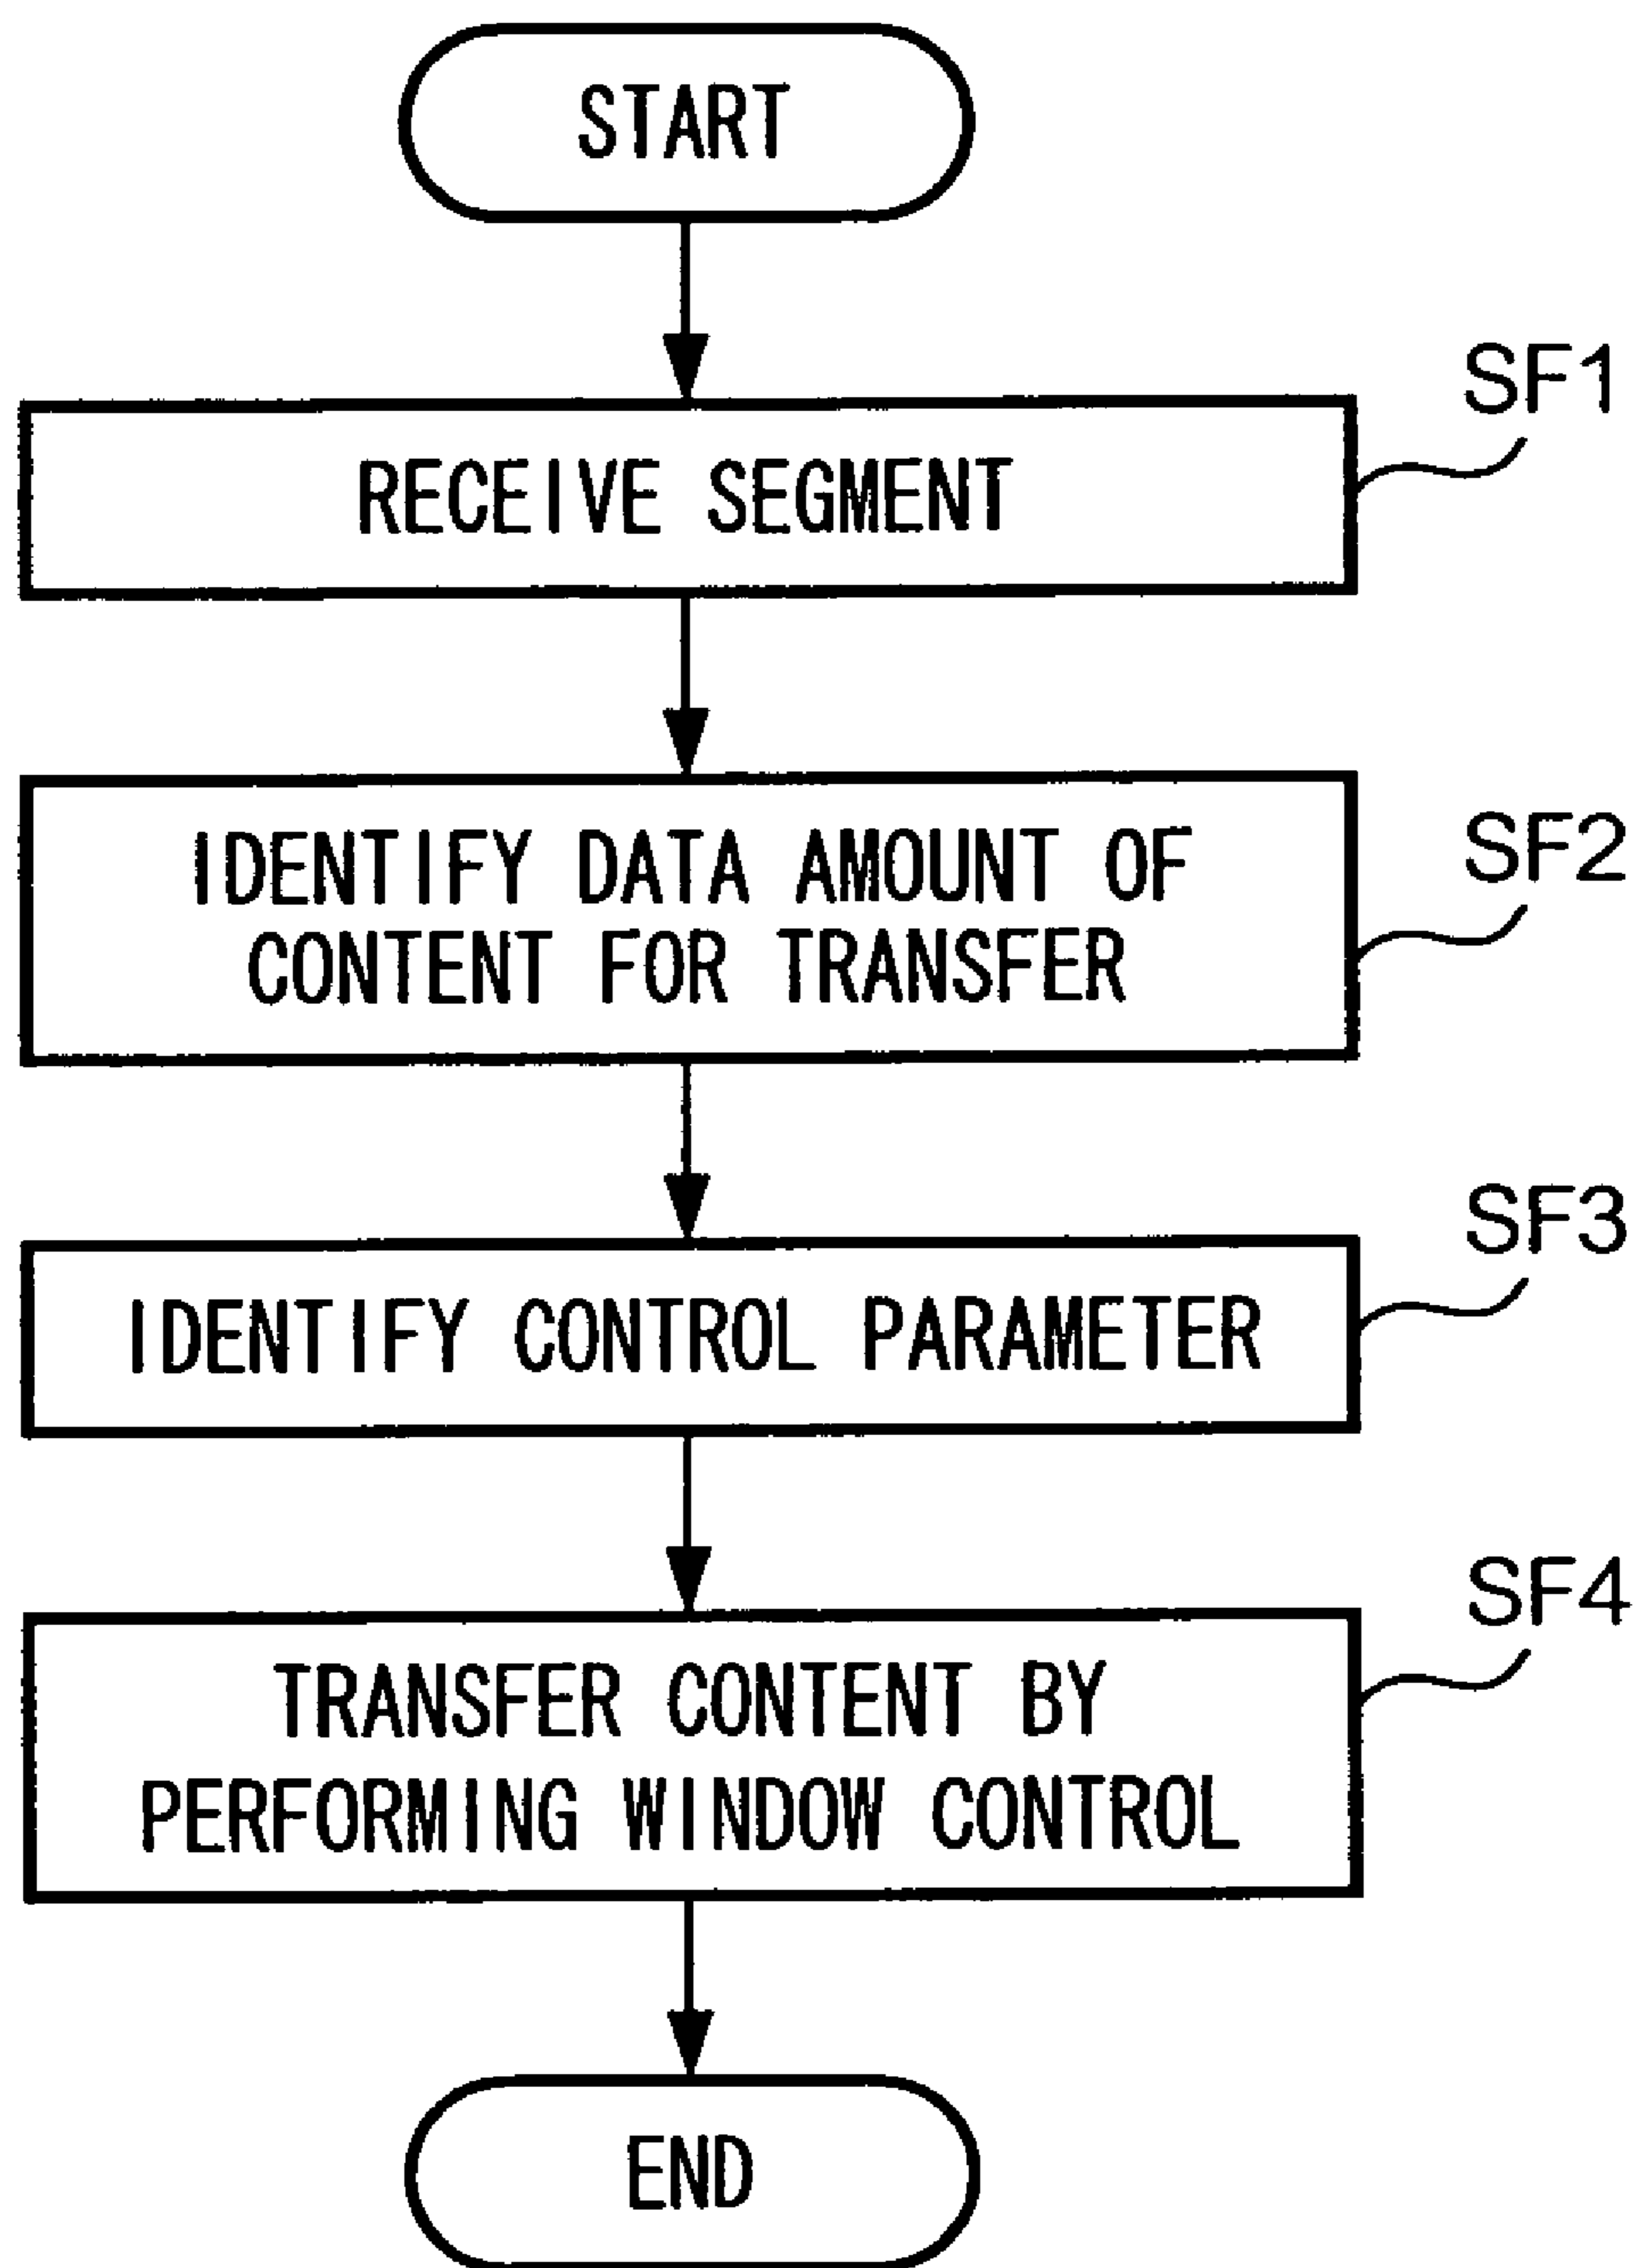 START
SF1
RECEIVE SEGMENT
SF2
IDENTIFY DATA AMOUNT OF
CONTENT FOR TRANSFER
SF3
IDENTIFY CONTROL PARAMETER
SF4
TRANSFER CONTENT BY
PERFORMING WINDOW CONTROL
END